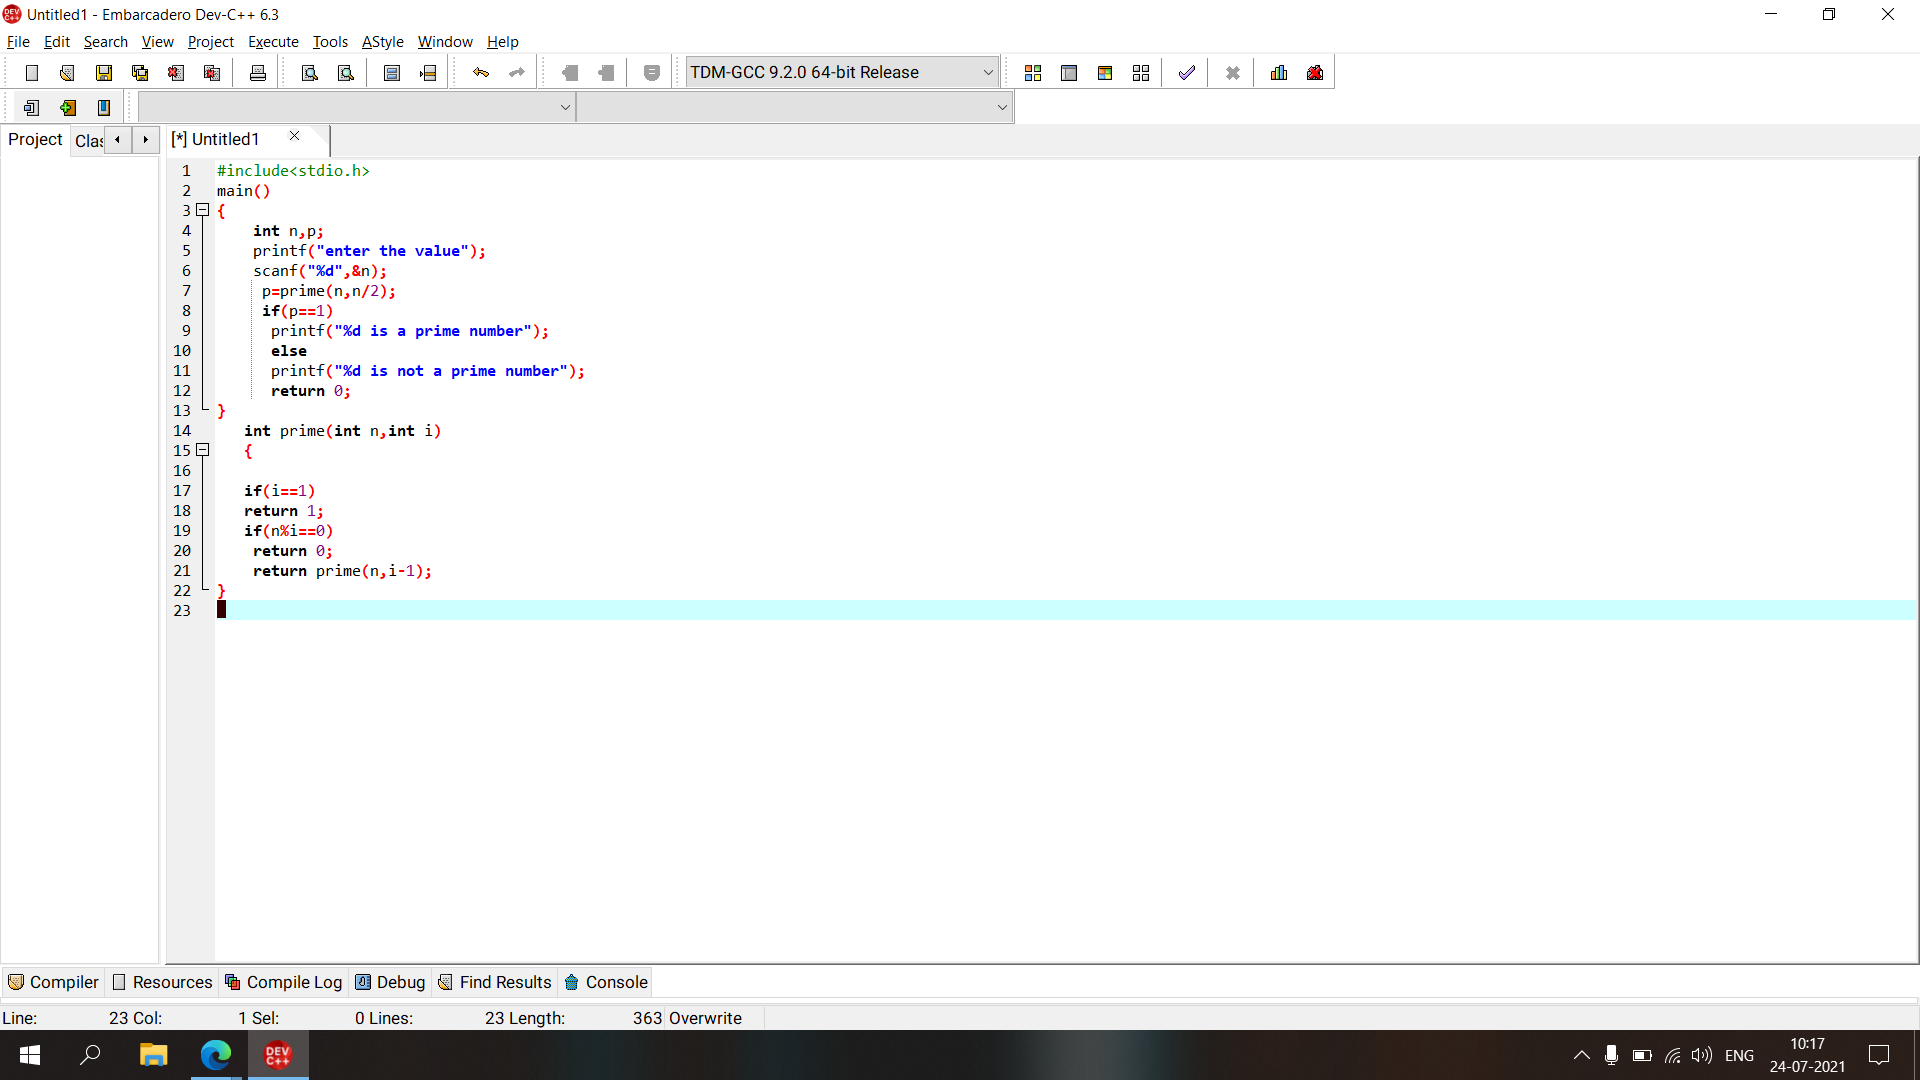 Untitled1 - Embarcadero Dev-C++ 6.3
File Edit Search View Project Execute Tools AStyle Window Help
TDM-GCC 9.2.0 64-bit Release
Project Clas [*] Untitled1
1 #include<stdio.h>
2 main()
3 {
4 int n,p;
5 printf("enter the value");
6 scanf("%d",&n);
7 p=prime(n,n/2);
8 if(p==1)
9 printf("%d is a prime number");
10 else
11 printf("%d is not a prime number");
12 return 0;
13 }
14 int prime(int n,int i)
15 {
16
17 if(i==1)
18 return 1;
19 if(n%i==0)
20 return 0;
21 return prime(n,i-1);
22 }
23
Compiler Resources Compile Log Debug Find Results Console
Line: 23 Col: 1 Sel: 0 Lines: 23 Length: 363 Overwrite
DEV C++ ENG 10:17
24-07-2021